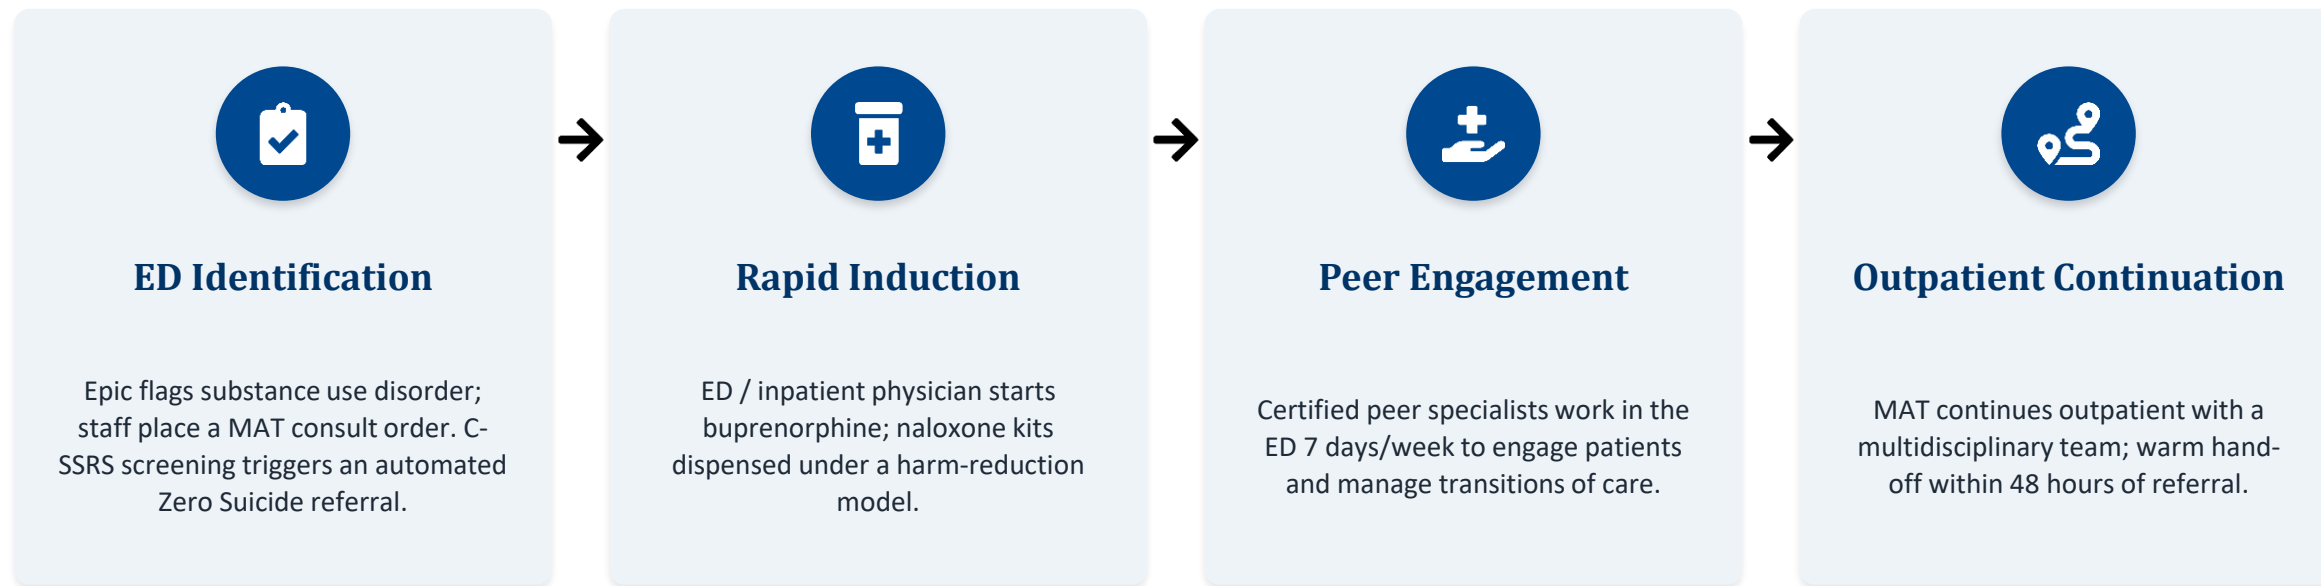 ED Identification
Epic flags substance use disorder;
staff place a MAT consult order. C-
SSRS screening triggers an automated
Zero Suicide referral.
Rapid Induction
ED / inpatient physician starts
buprenorphine; naloxone kits
dispensed under a harm-reduction
model.
Peer Engagement
Certified peer specialists work in the
ED 7 days/week to engage patients
and manage transitions of care.
Outpatient Continuation
MAT continues outpatient with a
multidisciplinary team; warm hand-
off within 48 hours of referral.